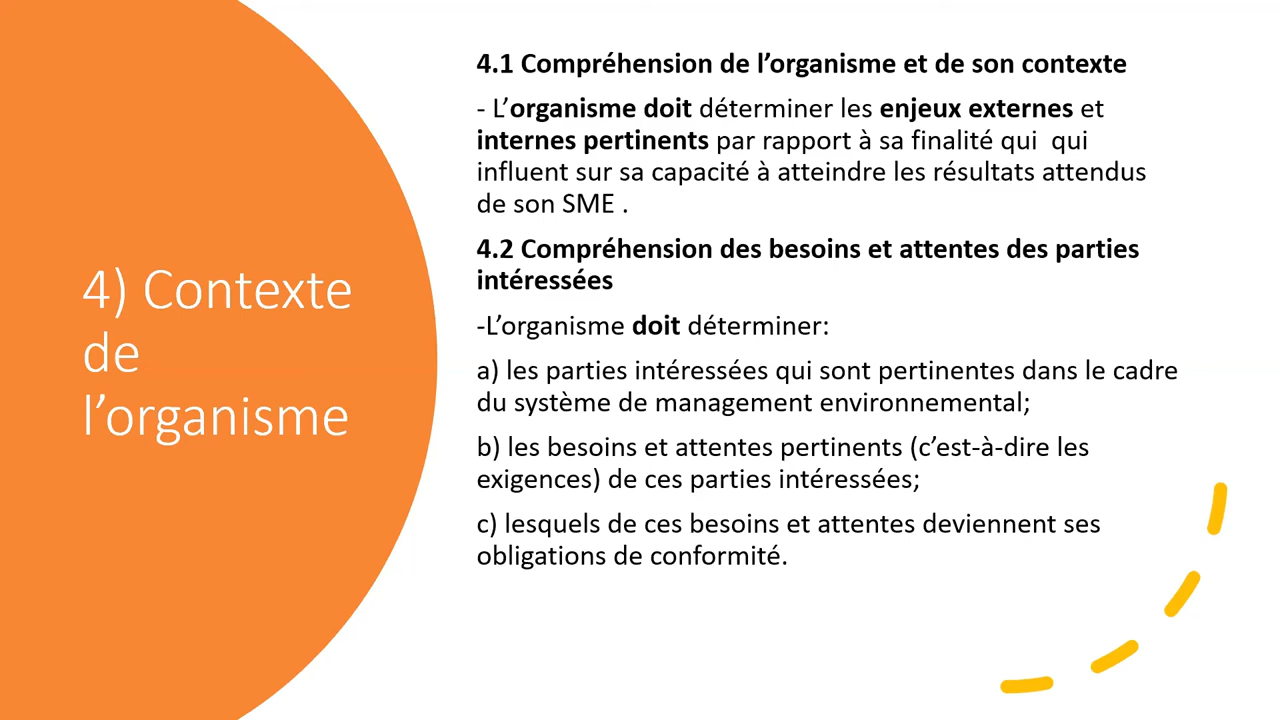 4) Contexte
de
l’organisme
4.1 Compréhension de l’organisme et de son contexte
- L’organisme doit déterminer les enjeux externes et
internes pertinents par rapport à sa finalité qui  qui
influent sur sa capacité à atteindre les résultats attendus
de son SME .
4.2 Compréhension des besoins et attentes des parties
intéressées
-L’organisme doit déterminer:
a) les parties intéressées qui sont pertinentes dans le cadre
du système de management environnemental;
b) les besoins et attentes pertinents (c’est-à-dire les
exigences) de ces parties intéressées;
c) lesquels de ces besoins et attentes deviennent ses
obligations de conformité.